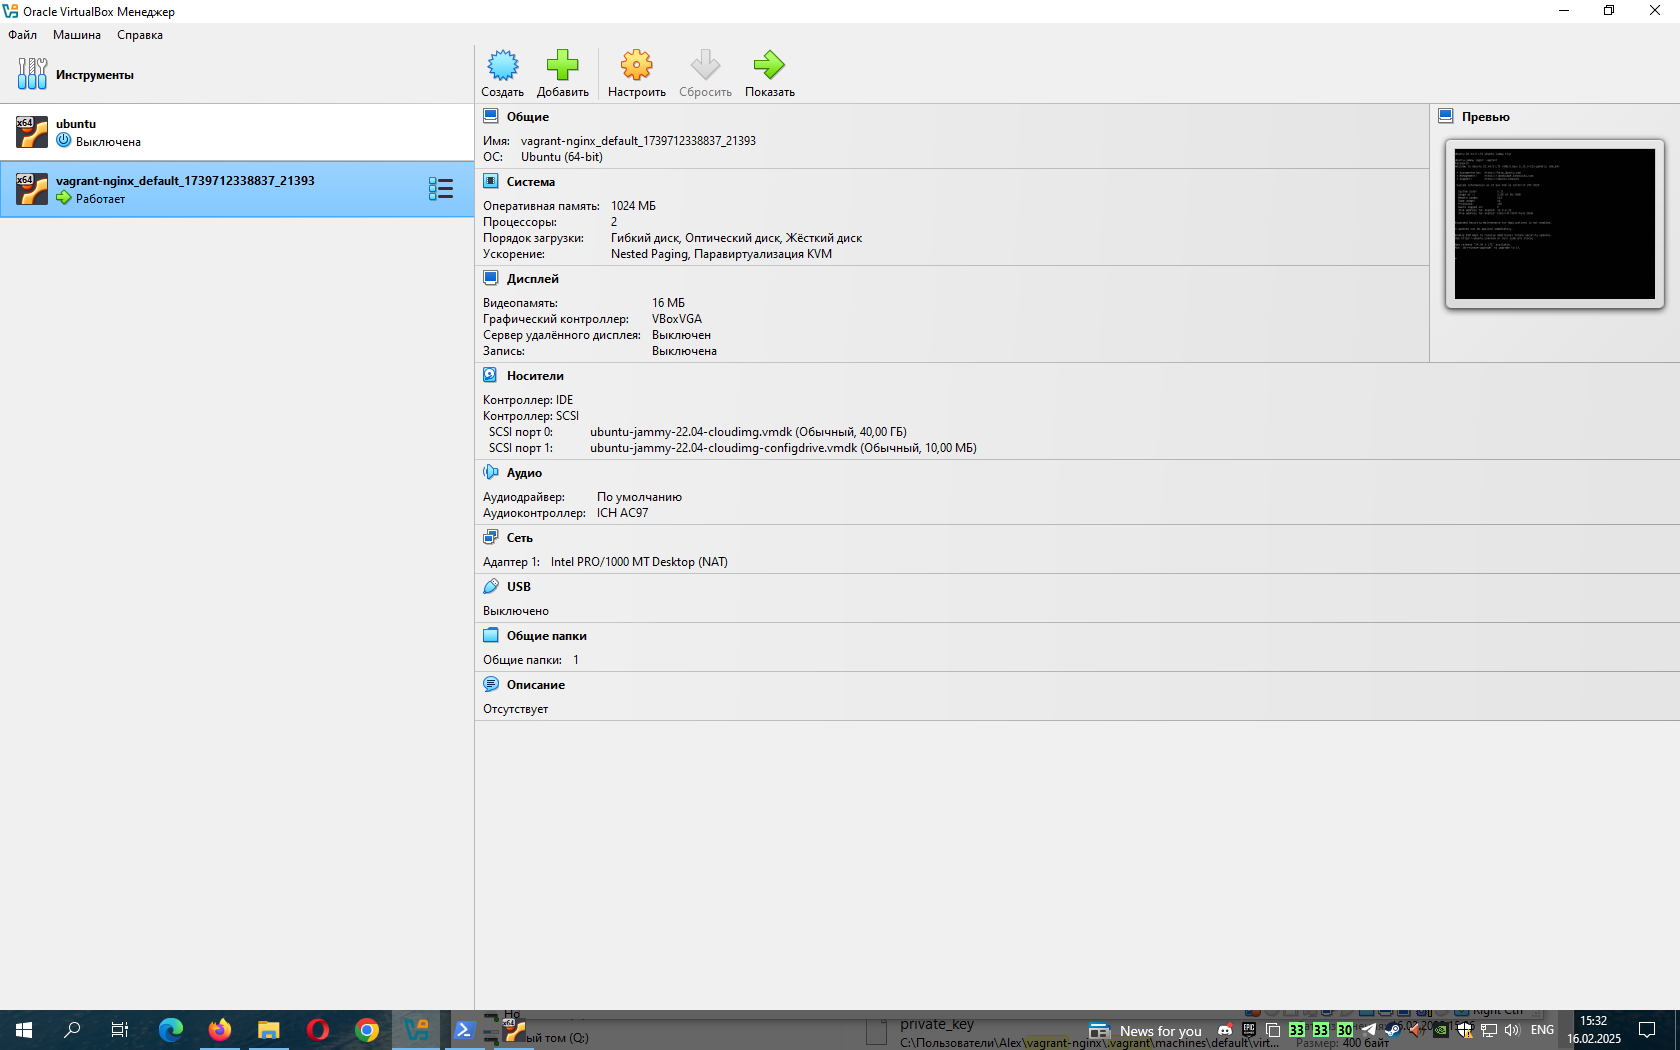 Oracle VirtualBox Менеджер
Файл Машина Справка
Инструменты
Создать Добавить Настроить Сбросить Показать
x64 ubuntu
Выключена
x64 vagrant-nginx_default_1739712338837_21393
Работает
Общие
Имя: vagrant-nginx_default_1739712338837_21393
ОС: Ubuntu (64-bit)
Система
Оперативная память: 1024 МБ
Процессоры: 2
Порядок загрузки: Гибкий диск, Оптический диск, Жёсткий диск
Ускорение: Nested Paging, Паравиртуализация KVM
Дисплей
Видеопамять: 16 МБ
Графический контроллер: VBoxVGA
Сервер удалённого дисплея: Выключен
Запись: Выключена
Превью
Носители
Контроллер: IDE
Контроллер: SCSI
SCSI порт 0: ubuntu-jammy-22.04-cloudimg.vmdk (Обычный, 40,00 ГБ)
SCSI порт 1: ubuntu-jammy-22.04-cloudimg-configdrive.vmdk (Обычный, 10,00 МБ)
Аудио
Аудиодрайвер: По умолчанию
Аудиоконтроллер: ICH AC97
Сеть
Адаптер 1: Intel PRO/1000 MT Desktop (NAT)
USB
Выключено
Общие папки
Общие папки: 1
Описание
Отсутствует
Right Ctrl
private_key
ый том (Q:)
C:\Пользователи\Alex\vagrant-nginx\.vagrant\machines\default\virt...
Размер: 400 байт
News for you
33 33 30
ENG
15:32
16.02.2025